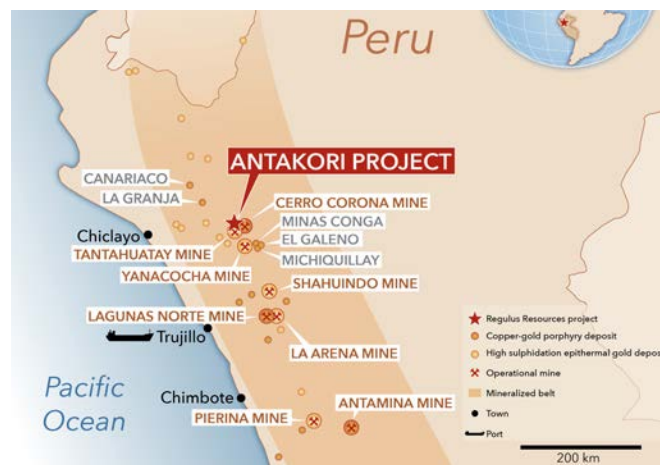 Peru
ANTAKORI PROJECT
CANARIACO
LA GRANJA
CERRO CORONA MINE
MINAS CONGA
Chiclayo
EL GALENO
TANTAHUATAY MINE
MICHIQUILLAY
YANACOCHA MINE
SHAHUINDO MINE
LAGUNAS NORTE MINE
Trujillo
LA ARENA MINE
Pacific
Ocean
Chimbote
PIERINA MINE
ANTAMINA MINE
Regulus Resources project
Copper-gold porphyry deposit
High sulphidation epithermal gold depos
Operational mine
Mineralized belt
Town
Port
200 km